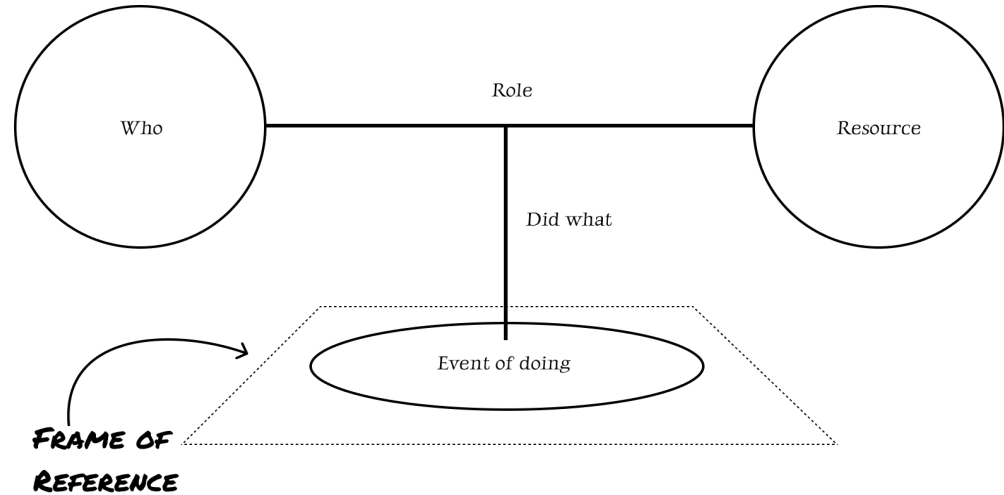 Role
Who
Resource
Did what
Event of doing
FRAME OF
REFERENCE